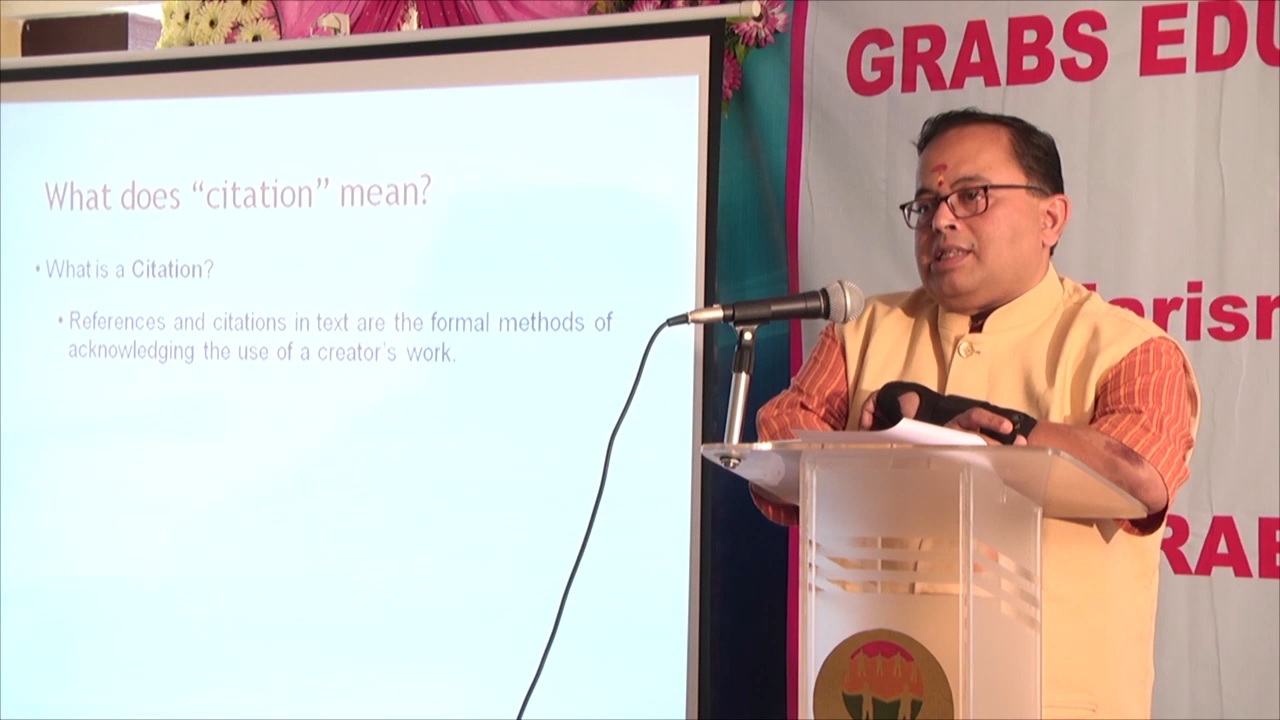 What does “citation” mean?
• What is a Citation?
• References and citations in text are the formal methods of
acknowledging the use of a creator's work.
GRABS EDU
arism
RAB